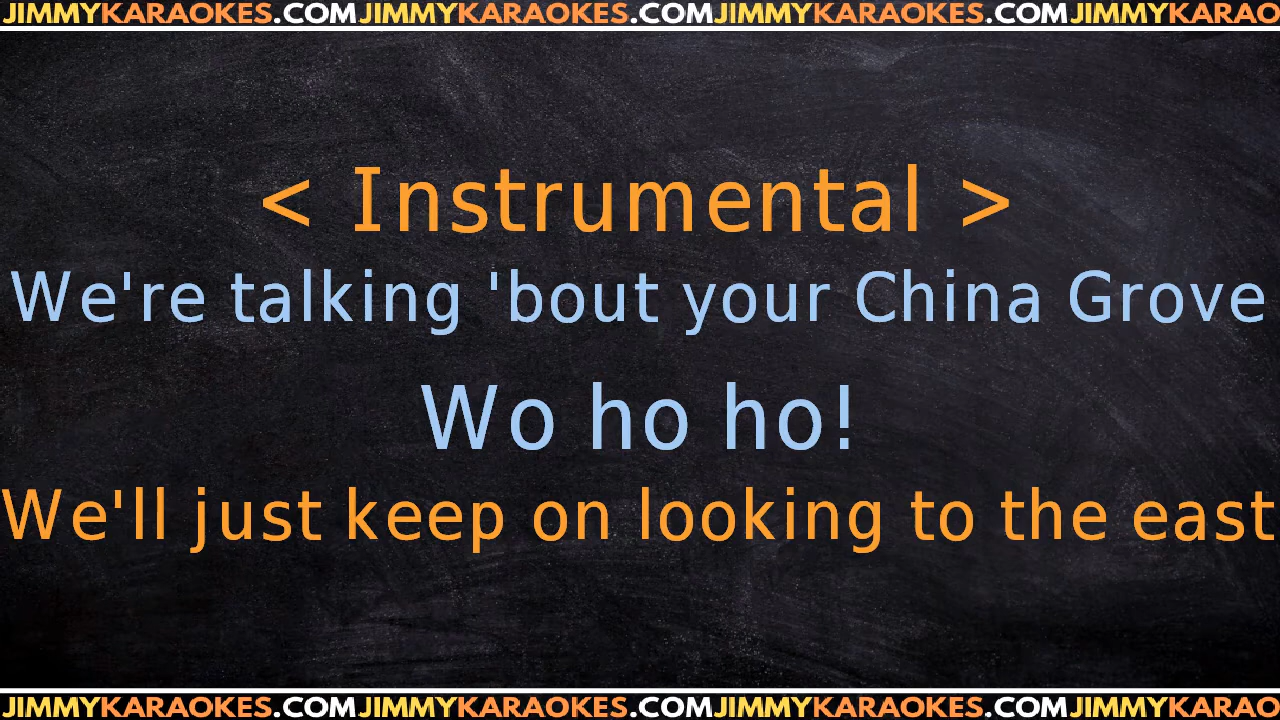 JIMMYKARAOKES.COMJIMMYKARAOKES.COMJIMMYKARAOKES.COMJIMMYKARAO
< Instrumental >
We're talking 'bout your China Grove
Wo ho ho!
We'll just keep on looking to the east
JIMMYKARAOKES.COMJIMMYKARAOKES.COMJIMMYKARAOKES.COMJIMMYKARAO